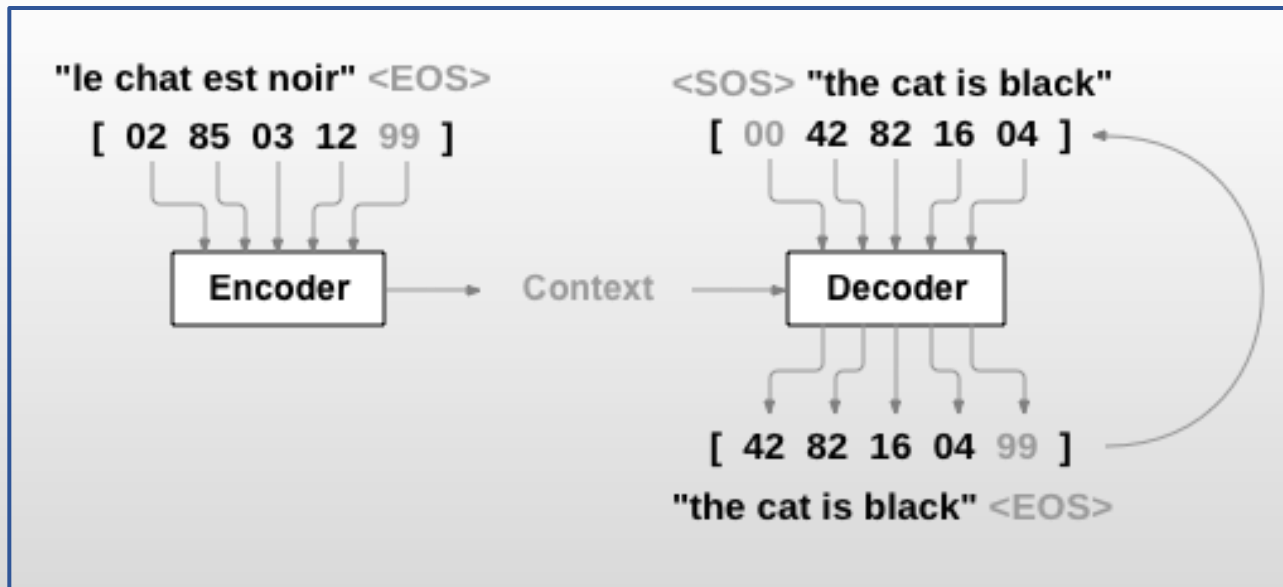 "le chat est noir" <EOS>
[ 02 85 03 12 99 ]
Encoder
Context
<SOS> "the cat is black"
[ 00 42 82 16 04 ]
Decoder
[ 42 82 16 04 99 ]
"the cat is black" <EOS>